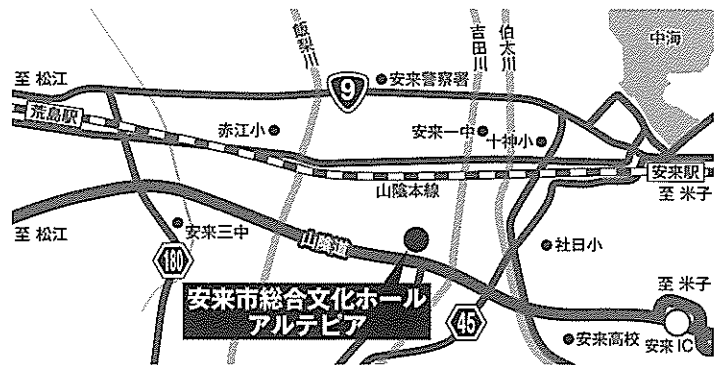 中海
飯梨川
吉田川
伯太川
至 松江
9
安来警察署
荒島駅
赤江小
安来一中
十神小
安来駅
至 米子
山陰本線
至 松江
安来三中
山陰道
社日小
180
安来市総合文化ホール
アルテピア
45
至 米子
安来高校
安来IC